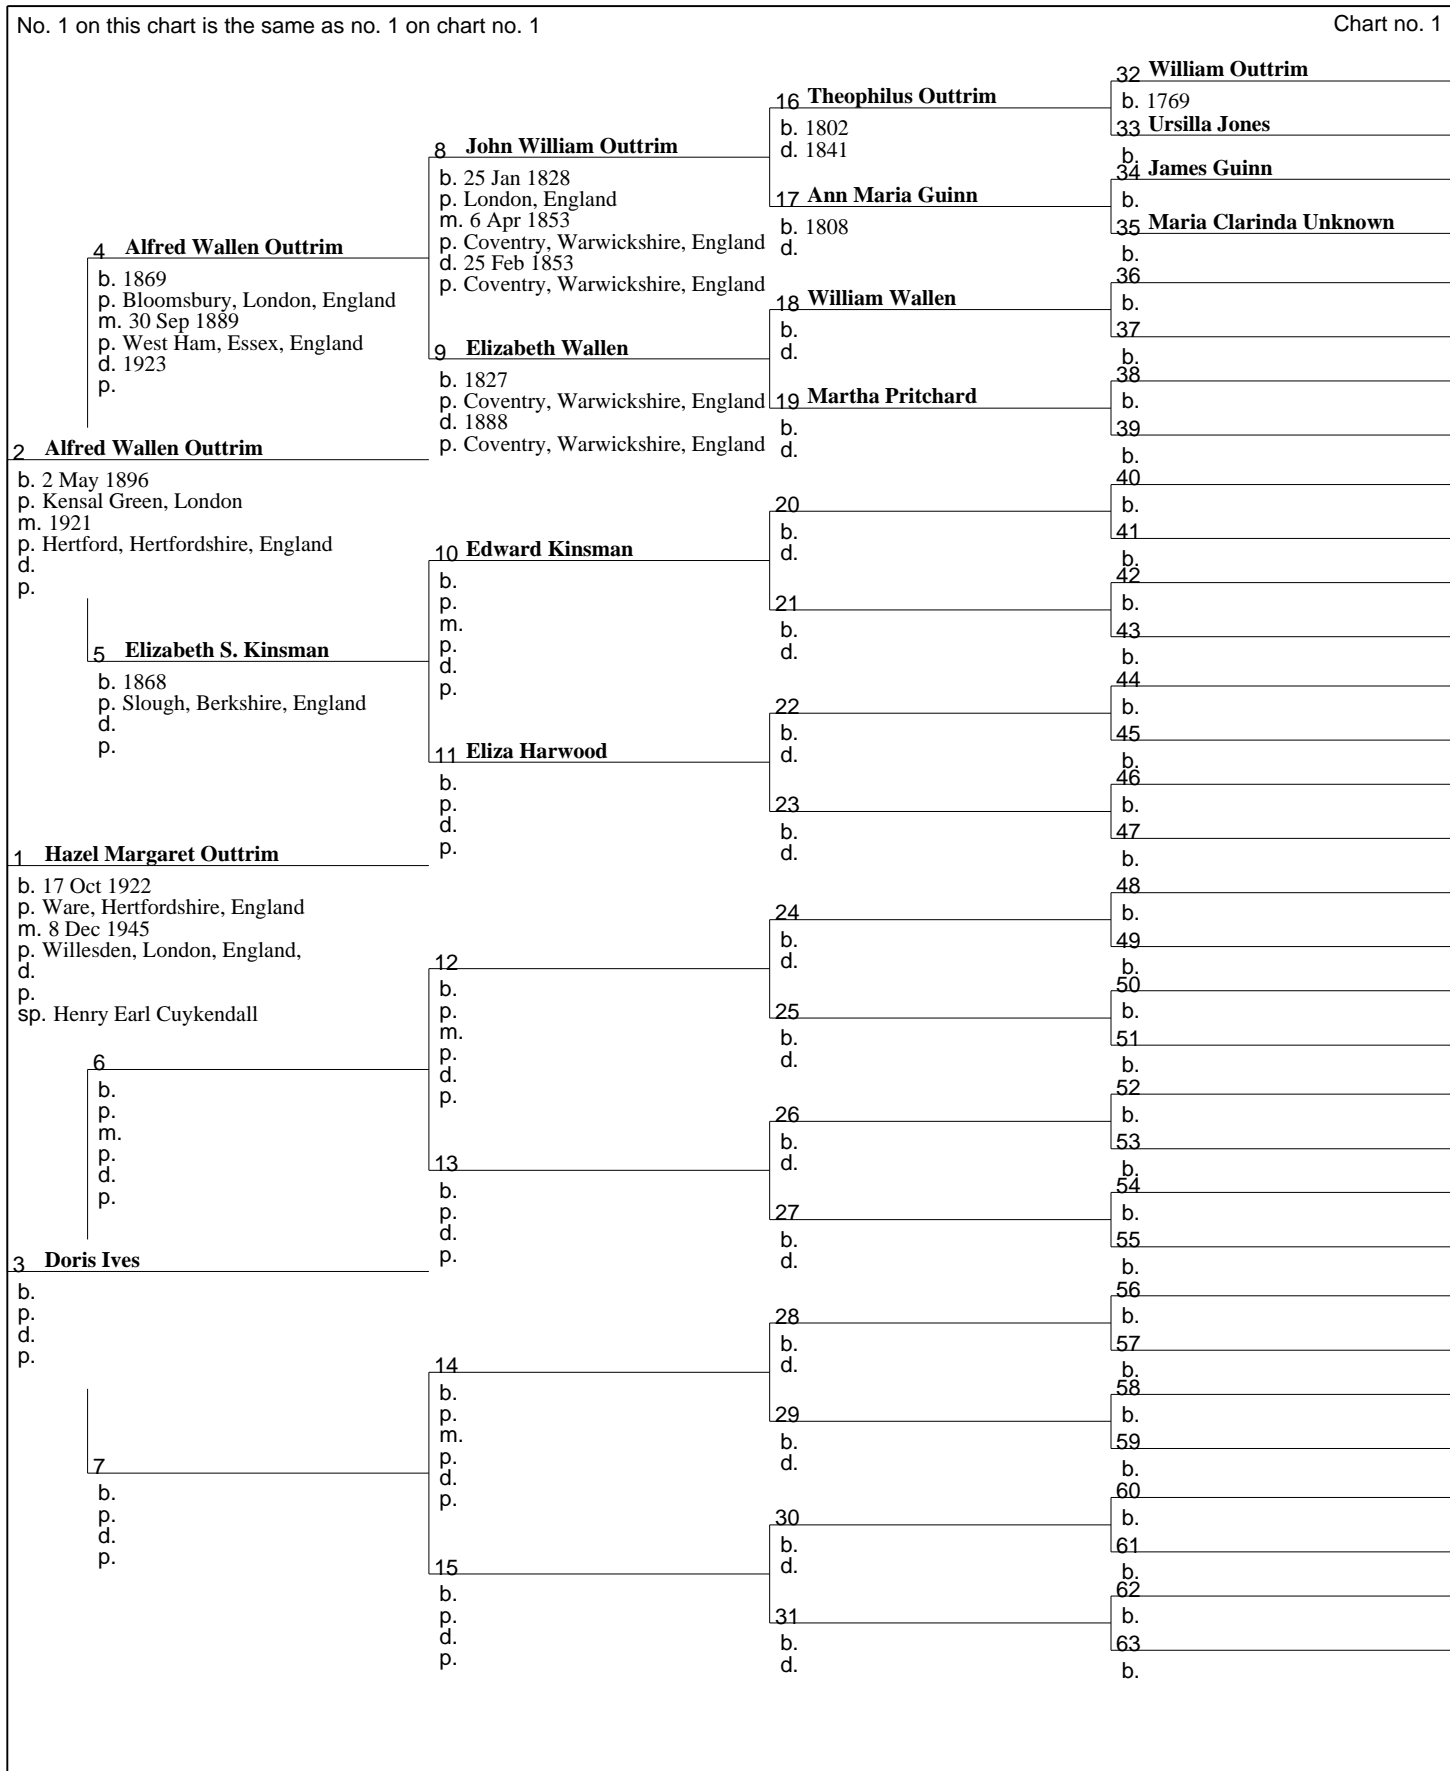 No. 1 on this chart is the same as no. 1 on chart no. 1
Chart no. 1
1 Hazel Margaret Outtrim
b. 17 Oct 1922
p. Ware, Hertfordshire, England
m. 8 Dec 1945
p. Willesden, London, England,
d.
p.
sp. Henry Earl Cuykendall
2 Alfred Wallen Outtrim
b. 2 May 1896
p. Kensal Green, London
m. 1921
p. Hertford, Hertfordshire, England
d.
p.
3 Doris Ives
b.
p.
d.
p.
4 Alfred Wallen Outtrim
b. 1869
p. Bloomsbury, London, England
m. 30 Sep 1889
p. West Ham, Essex, England
d. 1923
p.
5 Elizabeth S. Kinsman
b. 1868
p. Slough, Berkshire, England
d.
p.
6
b.
p.
m.
p.
d.
p.
7
b.
p.
d.
p.
8 John William Outtrim
b. 25 Jan 1828
p. London, England
m. 6 Apr 1853
p. Coventry, Warwickshire, England
d. 25 Feb 1853
p. Coventry, Warwickshire, England
9 Elizabeth Wallen
b. 1827
p. Coventry, Warwickshire, England
d. 1888
p. Coventry, Warwickshire, England
10 Edward Kinsman
b.
p.
m.
p.
d.
p.
11 Eliza Harwood
b.
p.
d.
p.
12
b.
p.
m.
p.
d.
p.
13
b.
p.
d.
p.
14
b.
p.
m.
p.
d.
p.
15
b.
p.
d.
p.
16 Theophilus Outtrim
b. 1802
d. 1841
17 Ann Maria Guinn
b. 1808
d.
18 William Wallen
b.
d.
19 Martha Pritchard
b.
d.
20
b.
d.
21
b.
d.
22
b.
d.
23
b.
d.
24
b.
d.
25
b.
d.
26
b.
d.
27
b.
d.
28
b.
d.
29
b.
d.
30
b.
d.
31
b.
d.
32 William Outtrim
b. 1769
33 Ursilla Jones
b.
34 James Guinn
b.
35 Maria Clarinda Unknown
b.
36
b.
37
b.
38
b.
39
b.
40
b.
41
b.
42
b.
43
b.
44
b.
45
b.
46
b.
47
b.
48
b.
49
b.
50
b.
51
b.
52
b.
53
b.
54
b.
55
b.
56
b.
57
b.
58
b.
59
b.
60
b.
61
b.
62
b.
63
b.